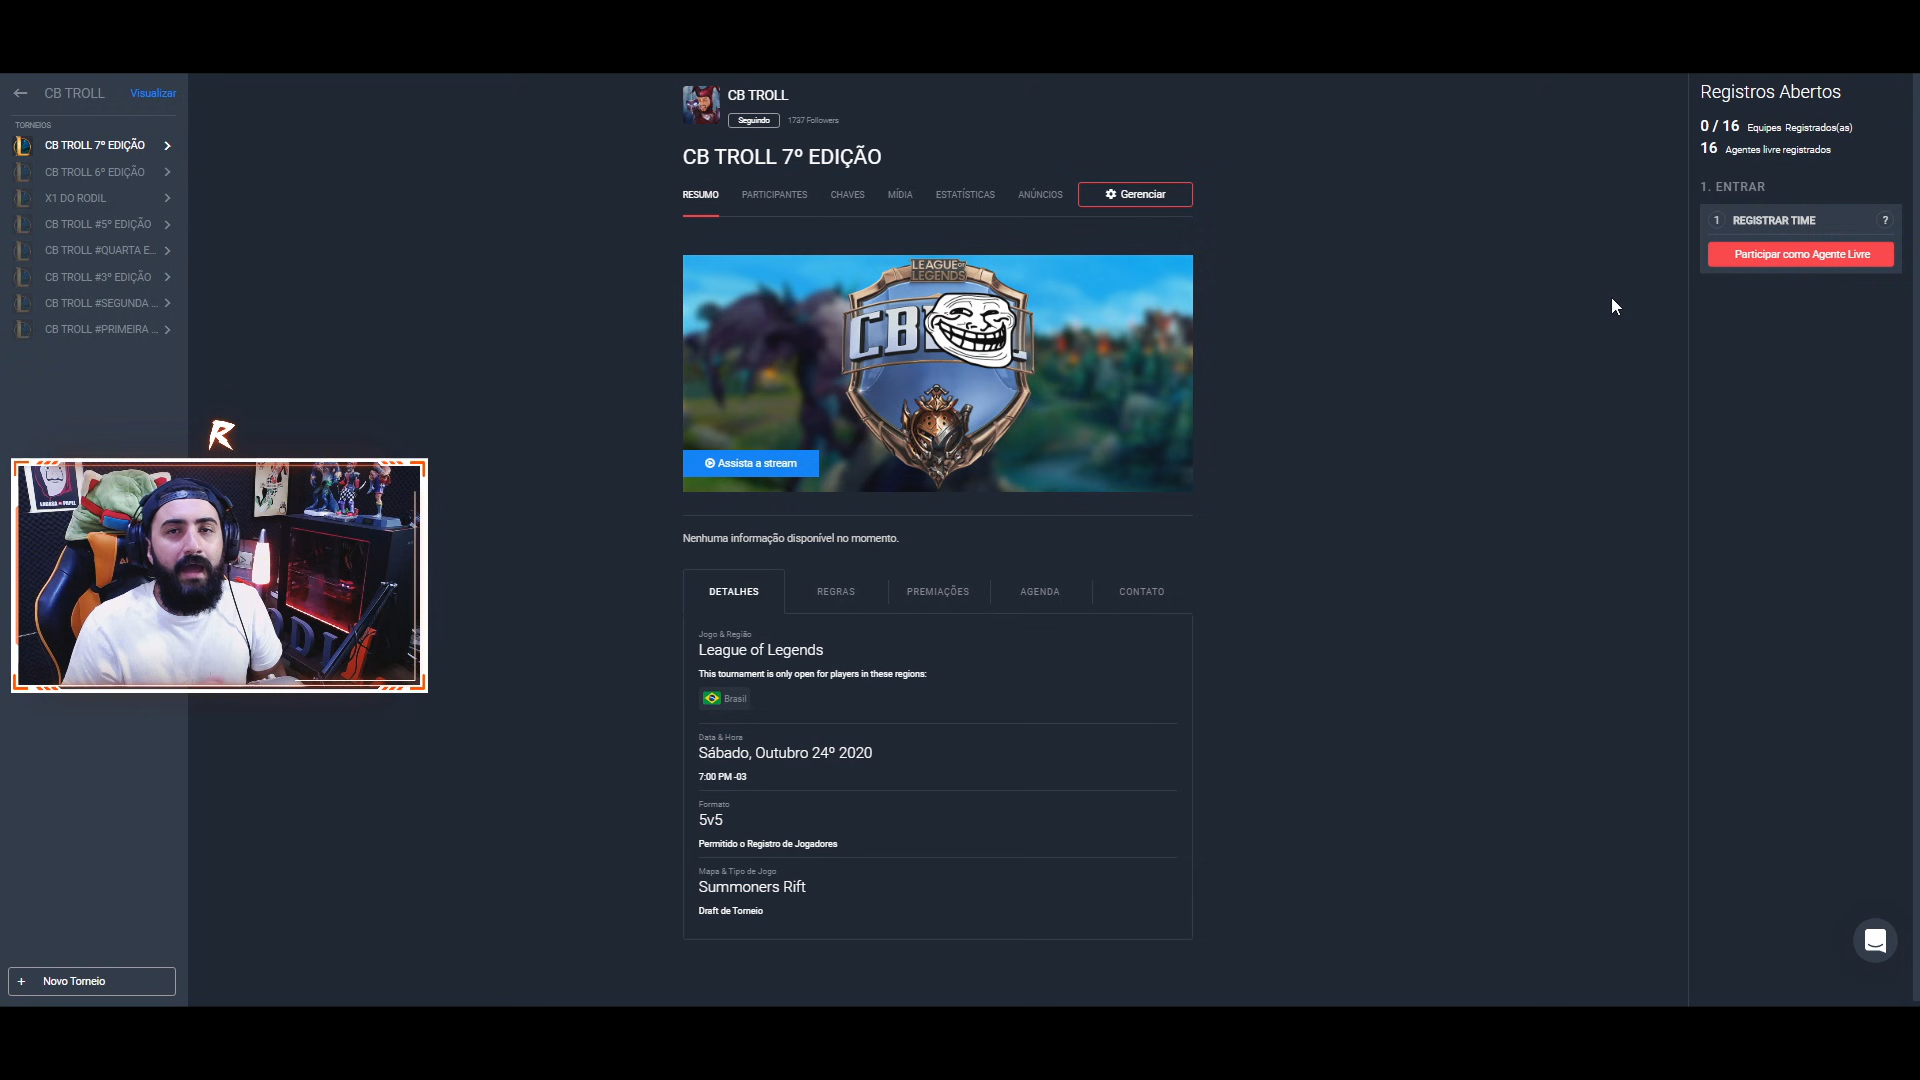 CB TROLL
Visualizar
TORNEIOS
CB TROLL 7º EDIÇÃO
CB TROLL 6º EDIÇÃO
X1 DO RODIL
CB TROLL #5º EDIÇÃO
CB TROLL #QUARTA E...
CB TROLL #3º EDIÇÃO
CB TROLL #SEGUNDA ...
CB TROLL #PRIMEIRA ...
R
+ Novo Torneio
CB TROLL
Seguindo
1737 Followers
CB TROLL 7º EDIÇÃO
RESUMO
PARTICIPANTES
CHAVES
MÍDIA
ESTATÍSTICAS
ANÚNCIOS
Gerenciar
LEAGUE OF
LEGENDS
CB
Assista a stream
Nenhuma informação disponível no momento.
DETALHES
REGRAS
PREMIAÇÕES
AGENDA
CONTATO
Jogo & Região
League of Legends
This tournament is only open for players in these regions:
Brasil
Data & Hora
Sábado, Outubro 24º 2020
7:00 PM -03
Formato
5v5
Permitido o Registro de Jogadores
Mapa & Tipo de Jogo
Summoners Rift
Draft de Torneio
Registros Abertos
0 / 16 Equipes Registrados(as)
16 Agentes livre registrados
1. ENTRAR
1 REGISTRAR TIME ?
Participar como Agente Livre